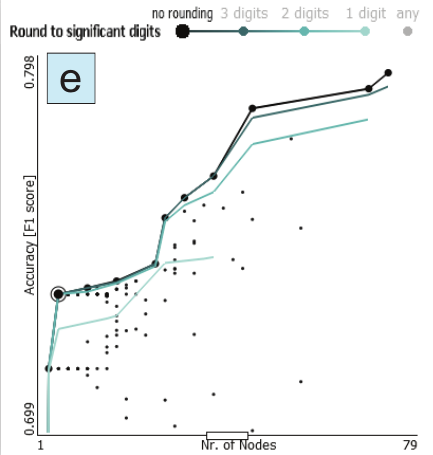 no rounding 3 digits 2 digits 1 digit any
Round to significant digits
e
0.798
Accuracy [F1 score]
0.699
1 Nr. of Nodes 79